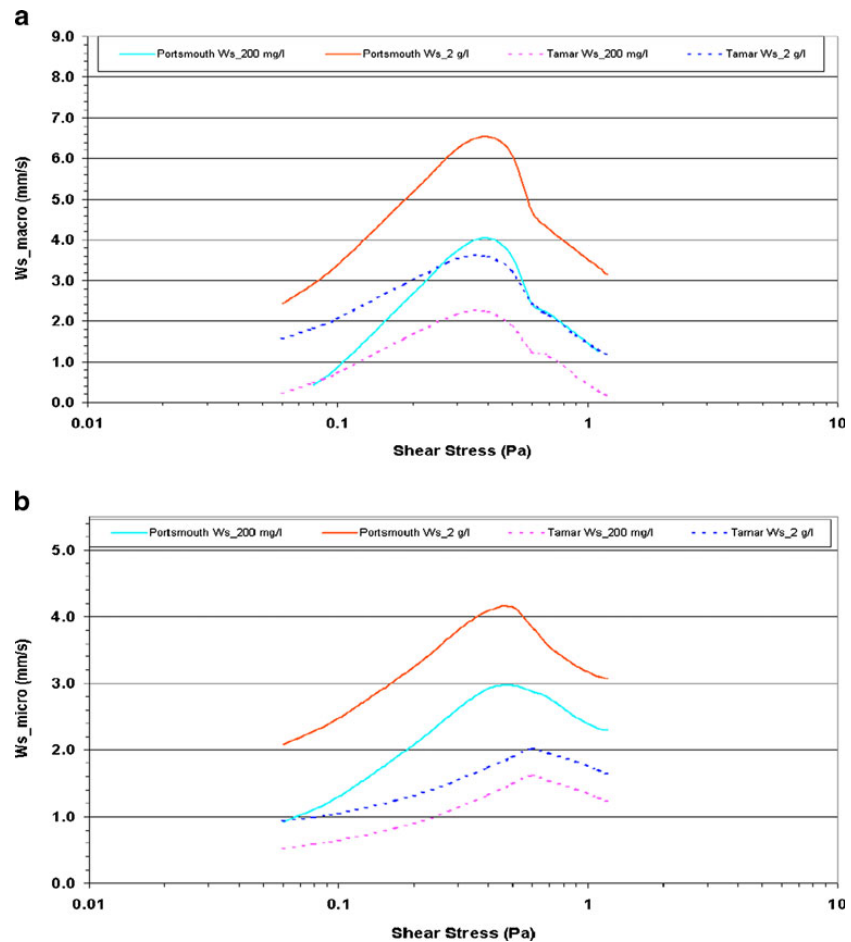 a
Portsmouth Ws_200 mg/l Portsmouth Ws_2 g/l Tamar Ws_200 mg/l Tamar Ws_2 g/l
9.0
8.0
7.0
6.0
5.0
4.0
3.0
2.0
1.0
0.0
Ws_macro (mm/s)
0.01 0.1 1 10
Shear Stress (Pa)
b
Portsmouth Ws_200 mg/l Portsmouth Ws_2 g/l Tamar Ws_200 mg/l Tamar Ws_2 g/l
5.0
4.0
3.0
2.0
1.0
0.0
Ws_micro (mm/s)
0.01 0.1 1 10
Shear Stress (Pa)